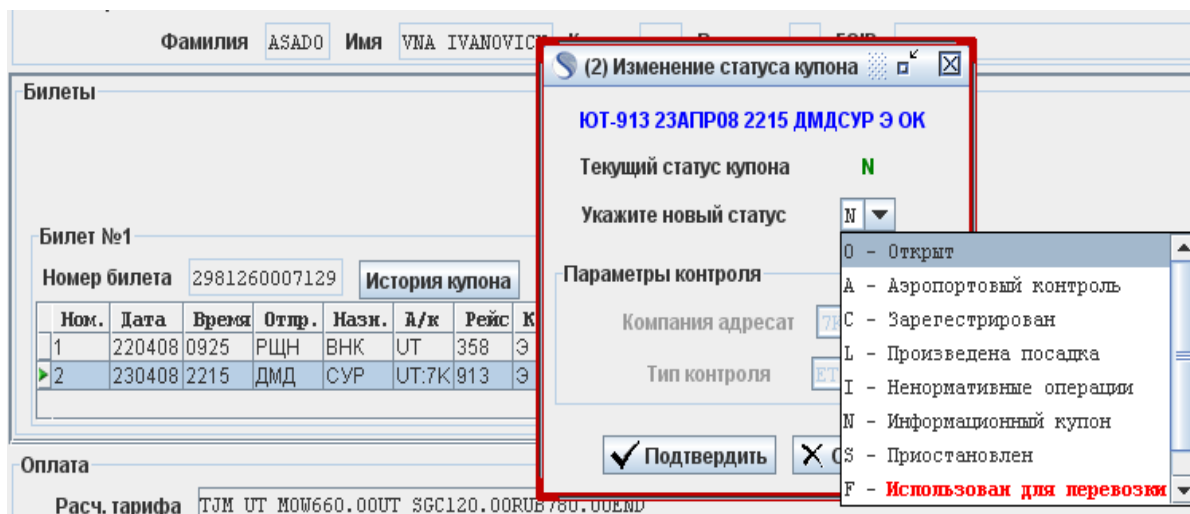 Фамилия ASADO Имя VNA IVANOVICH
(2) Изменение статуса купона
Билеты
ЮТ-913 23АПР08 2215 ДМДСУР Э ОК
Текущий статус купона N
Укажите новый статус N
Билет №1
Номер билета 2981260007129 История купона
Ном. Дата Время Отпр. Назн. А/к Рейс К
1 220408 0925 РЩН ВНК UT 358 Э
2 230408 2215 ДМД СУР UT:7K 913 Э
Параметры контроля
Компания адресат 7K
Тип контроля ET
O - Открыт
A - Аэропортовый контроль
C - Зарегестрирован
L - Произведена посадка
I - Ненормативные операции
N - Информационный купон
S - Приостановлен
F - Использован для перевозки
Подтвердить
Оплата
Расч. тарифа TJM UT MOW660.00UT SGC120.00RUB780.00END